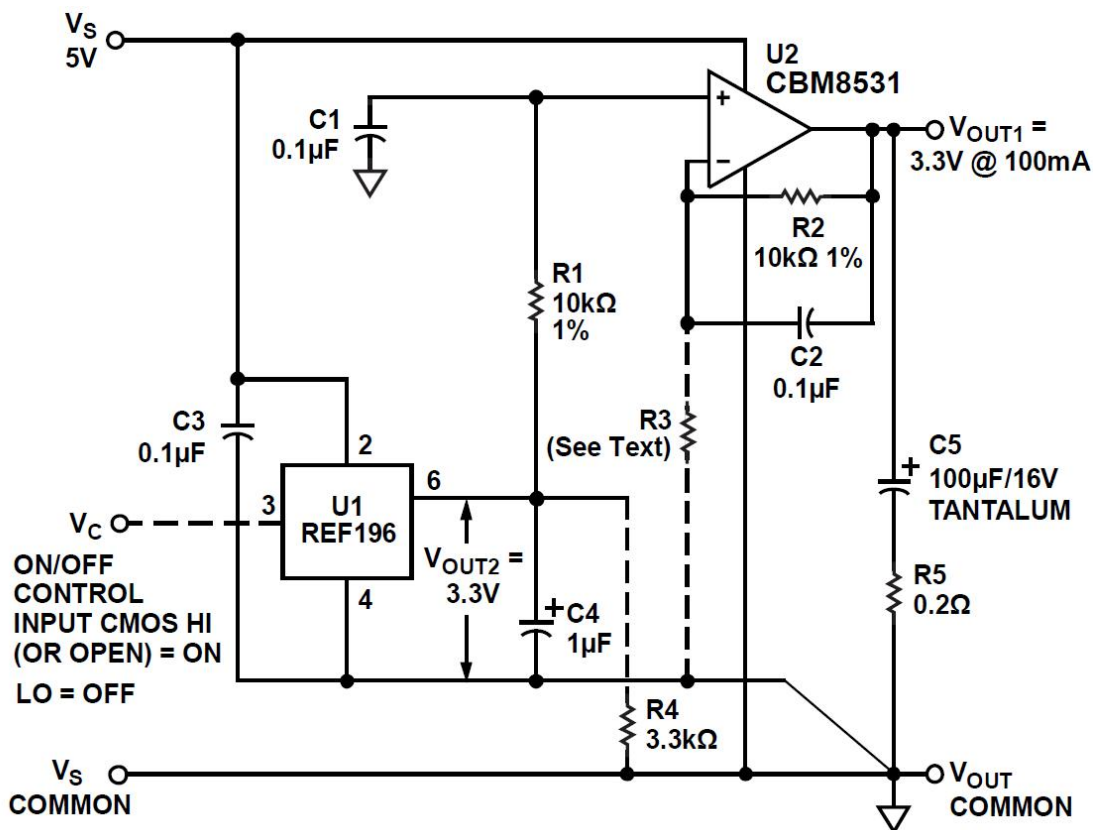 VS
5V
U2
CBM8531
C1
0.1µF
+
−
VOUT1 =
3.3V @ 100mA
R2
10kΩ 1%
R1
10kΩ
1%
C2
0.1µF
C3
0.1µF
R3
(See Text)
2
6
3
U1
REF196
4
VC
ON/OFF
CONTROL
INPUT CMOS HI
(OR OPEN) = ON
LO = OFF
VOUT2 =
3.3V
+
C4
1µF
+
C5
100µF/16V
TANTALUM
R5
0.2Ω
R4
3.3kΩ
VS
COMMON
VOUT
COMMON